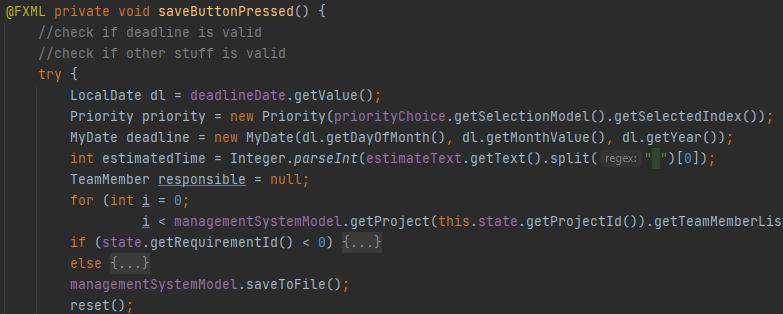 @FXML private void saveButtonPressed() {
//check if deadline is valid
//check if other stuff is valid
try {
LocalDate dl = deadlineDate.getValue();
Priority priority = new Priority(priorityChoice.getSelectionModel().getSelectedIndex());
MyDate deadline = new MyDate(dl.getDayOfMonth(), dl.getMonthValue(), dl.getYear());
int estimatedTime = Integer.parseInt(estimateText.getText().split( regex: " ")[0]);
TeamMember responsible = null;
for (int i = 0;
i < managementSystemModel.getProject(this.state.getProjectId()).getTeamMemberLis
if (state.getRequirementId() < 0) {...}
else {...}
managementSystemModel.saveToFile();
reset();